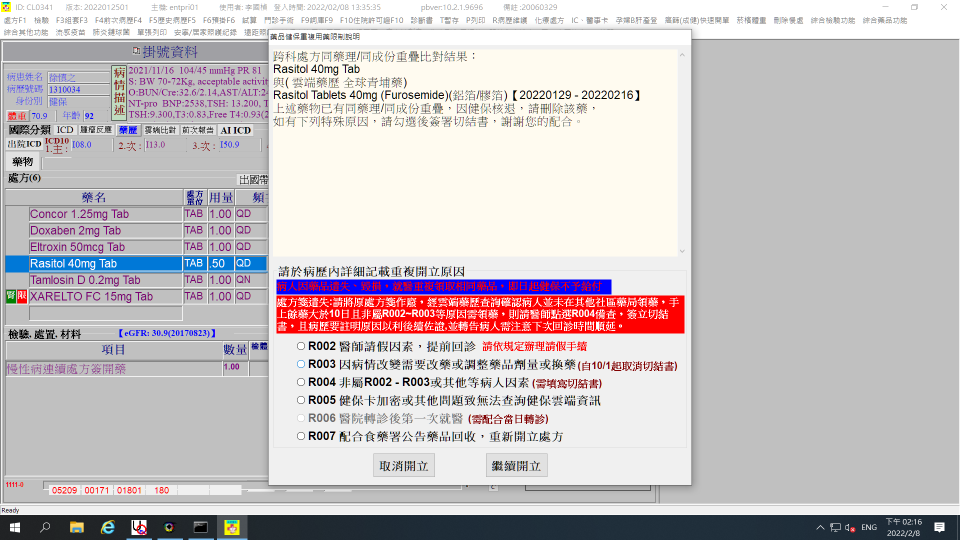 ID: CL0341 版本: 2022012501 主機: entpri01 使用者: 李國楨 登入時間: 2022/02/08 13:35:35 pbver:10.2.1.9696 備註: 20060329
處方F1 檢驗 F3組套F3 F4前次病歷F4 F5歷史病歷F5 F6預掛F6 試算 門診手術 F9詞庫F9 F10住院許可證F10 診斷書 T暫存 P列印 R病歷維護 化療處方 IC、醫事卡 孕婦B肝產登 高篩(成健)快速開單 菸檳體重 刪除餐處 綜合檢驗功能 綜合藥品功能
綜合其他功能 流感疫苗 篩炎鏈球菌 單張列印 安寧/居家照護紀錄
掛號資料
病患姓名 徐慎之
病歷號碼 1310034
身份別 健保
體重 70.9 年齡 92
病情描述
2021/11/16 104/45 mmHg PR 81
S: BW 70-72Kg, acceptable activi
O:BUN/Cre:32.6/2.14,AST/ALT:2
NT-pro BNP:2538,TSH: 13.200, T
TSH:9.300,T3:0.83,Free T4:0.93(2
國際分類 ICD 腫瘤反應 藥歷 雲端比對 前次報告 AI ICD
出院ICD ICD10 1.主: I08.0 2.次: I13.0 3.次: I50.9
藥物
處方(6) 出國帶
藥名 處方單位 用量 頻
Concor 1.25mg Tab TAB 1.00 QD
Doxaben 2mg Tab TAB 1.00 QD
Eltroxin 50mcg Tab TAB 1.00 QD
Rasitol 40mg Tab TAB .50 QD
Tamlosin D 0.2mg Tab TAB 1.00 QN
腎 限 XARELTO FC 15mg Tab TAB 1.00 QD
檢驗, 處置, 材料 【eGFR: 30.9(20170823)】
項目 數量 檢體
慢性病連續處方箋開藥 1.00
1111-0
05209 00171 01801 180
藥品健保重複用藥限制說明
跨科處方同藥理/同成份重疊比對結果：
Rasitol 40mg Tab
與( 雲端藥歷 全球青埔藥)
Rasitol Tablets 40mg (Furosemide)(鋁箔/膠箔)【20220129 - 20220216】
上述藥物已有同藥理/同成份重疊，因健保核退，請刪除該藥，
如有下列特殊原因，請勾選後簽署切結書，謝謝您的配合。
請於病歷內詳細記載重複開立原因
病人因藥品遺失、毀損，就醫重複領取相同藥品，即日起健保不予給付
處方箋遺失:請將原處方箋作廢，經雲端藥歷查詢確認病人並未在其他社區藥局領藥，手
上餘藥大於10日且非屬R002~R003等原因需領藥，則請醫師點選R004備查，簽立切結
書，且病歷要註明原因以利後續佐證,並轉告病人需注意下次回診時間順延。
R002 醫師請假因素，提前回診 請依規定辦理請假手續
R003 因病情改變需要改藥或調整藥品劑量或換藥 (自10/1起取消切結書)
R004 非屬R002 - R003或其他等病人因素 (需填寫切結書)
R005 健保卡加密或其他問題致無法查詢健保雲端資訊
R006 醫院轉診後第一次就醫 (需配合當日轉診)
R007 配合食藥署公告藥品回收，重新開立處方
取消開立 繼續開立
Ready
ENG
下午 02:16
2022/2/8